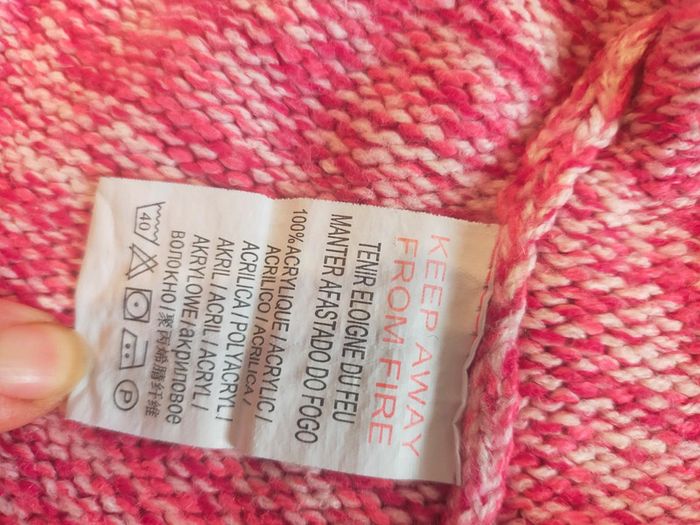 KEEP AWAY
FROM FIRE
TENIR ELOIGNE DU FEU
MANTER AFASTADO DO FOGO
100% ACRYLIQUE / ACRYLIC /
ACRILICO / ACRILICA /
ACRILICA / POLYACRYL /
AKRIL / ACRIL / ACRYL /
AKRYLOWE / акриловое
ВОЛОКНО 聚丙烯腈纤维
40
P